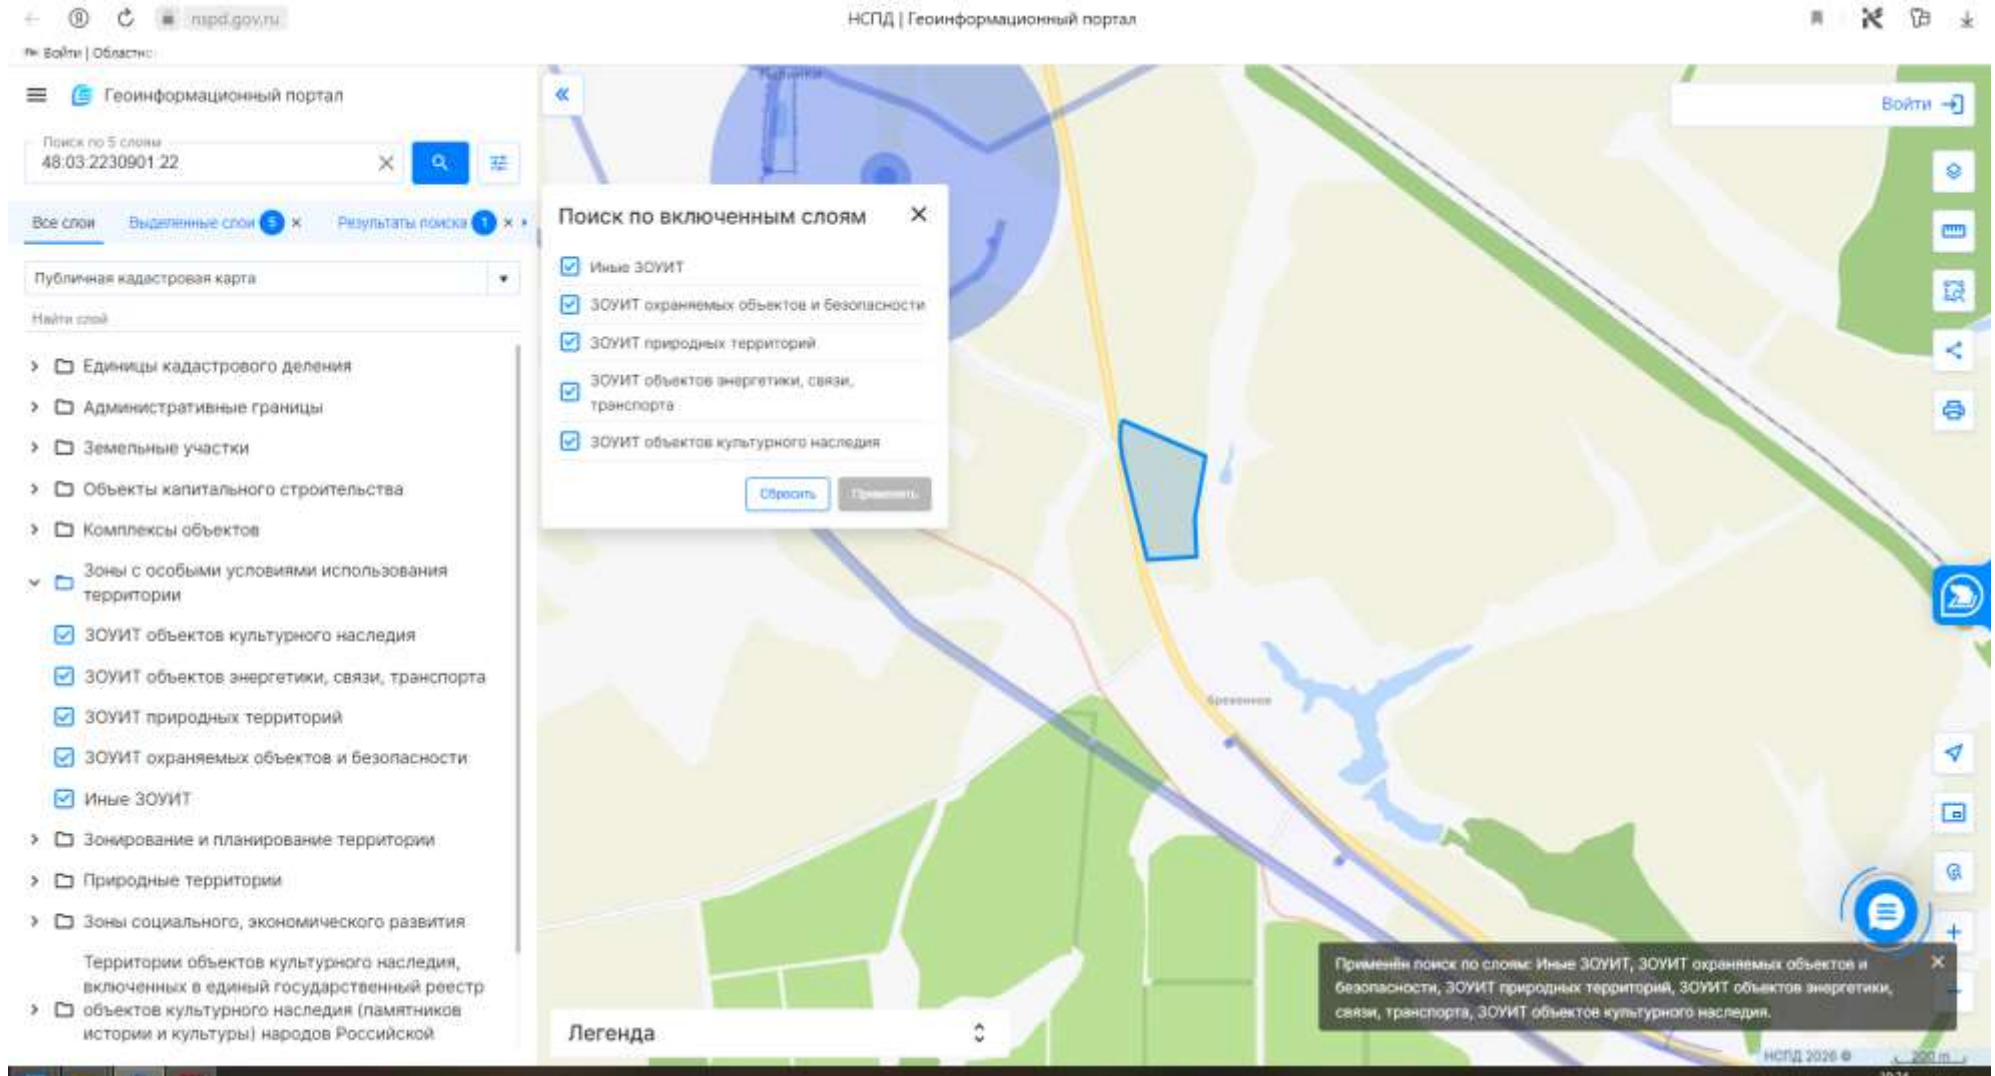 nspd.gov.ru
НСПД | Геоинформационный портал
Войти | Областно
Геоинформационный портал
Войти
Поиск по 5 слоям
48:03:2230901:22
Все слои
Выделенные слои 5
Результаты поиска 1
Публичная кадастровая карта
Найти слой
Единицы кадастрового деления
Административные границы
Земельные участки
Объекты капитального строительства
Комплексы объектов
Зоны с особыми условиями использования
территории
ЗОУИТ объектов культурного наследия
ЗОУИТ объектов энергетики, связи, транспорта
ЗОУИТ природных территорий
ЗОУИТ охраняемых объектов и безопасности
Иные ЗОУИТ
Зонирование и планирование территории
Природные территории
Зоны социального, экономического развития
Территории объектов культурного наследия,
включенных в единый государственный реестр
объектов культурного наследия (памятников
истории и культуры) народов Российской
Поиск по включенным слоям
Иные ЗОУИТ
ЗОУИТ охраняемых объектов и безопасности
ЗОУИТ природных территорий
ЗОУИТ объектов энергетики, связи,
транспорта
ЗОУИТ объектов культурного наследия
Сбросить
Применить
Легенда
Применён поиск по слоям: Иные ЗОУИТ, ЗОУИТ охраняемых объектов и
безопасности, ЗОУИТ природных территорий, ЗОУИТ объектов энергетики,
связи, транспорта, ЗОУИТ объектов культурного наследия.
НСПД 2026 ©
200 m